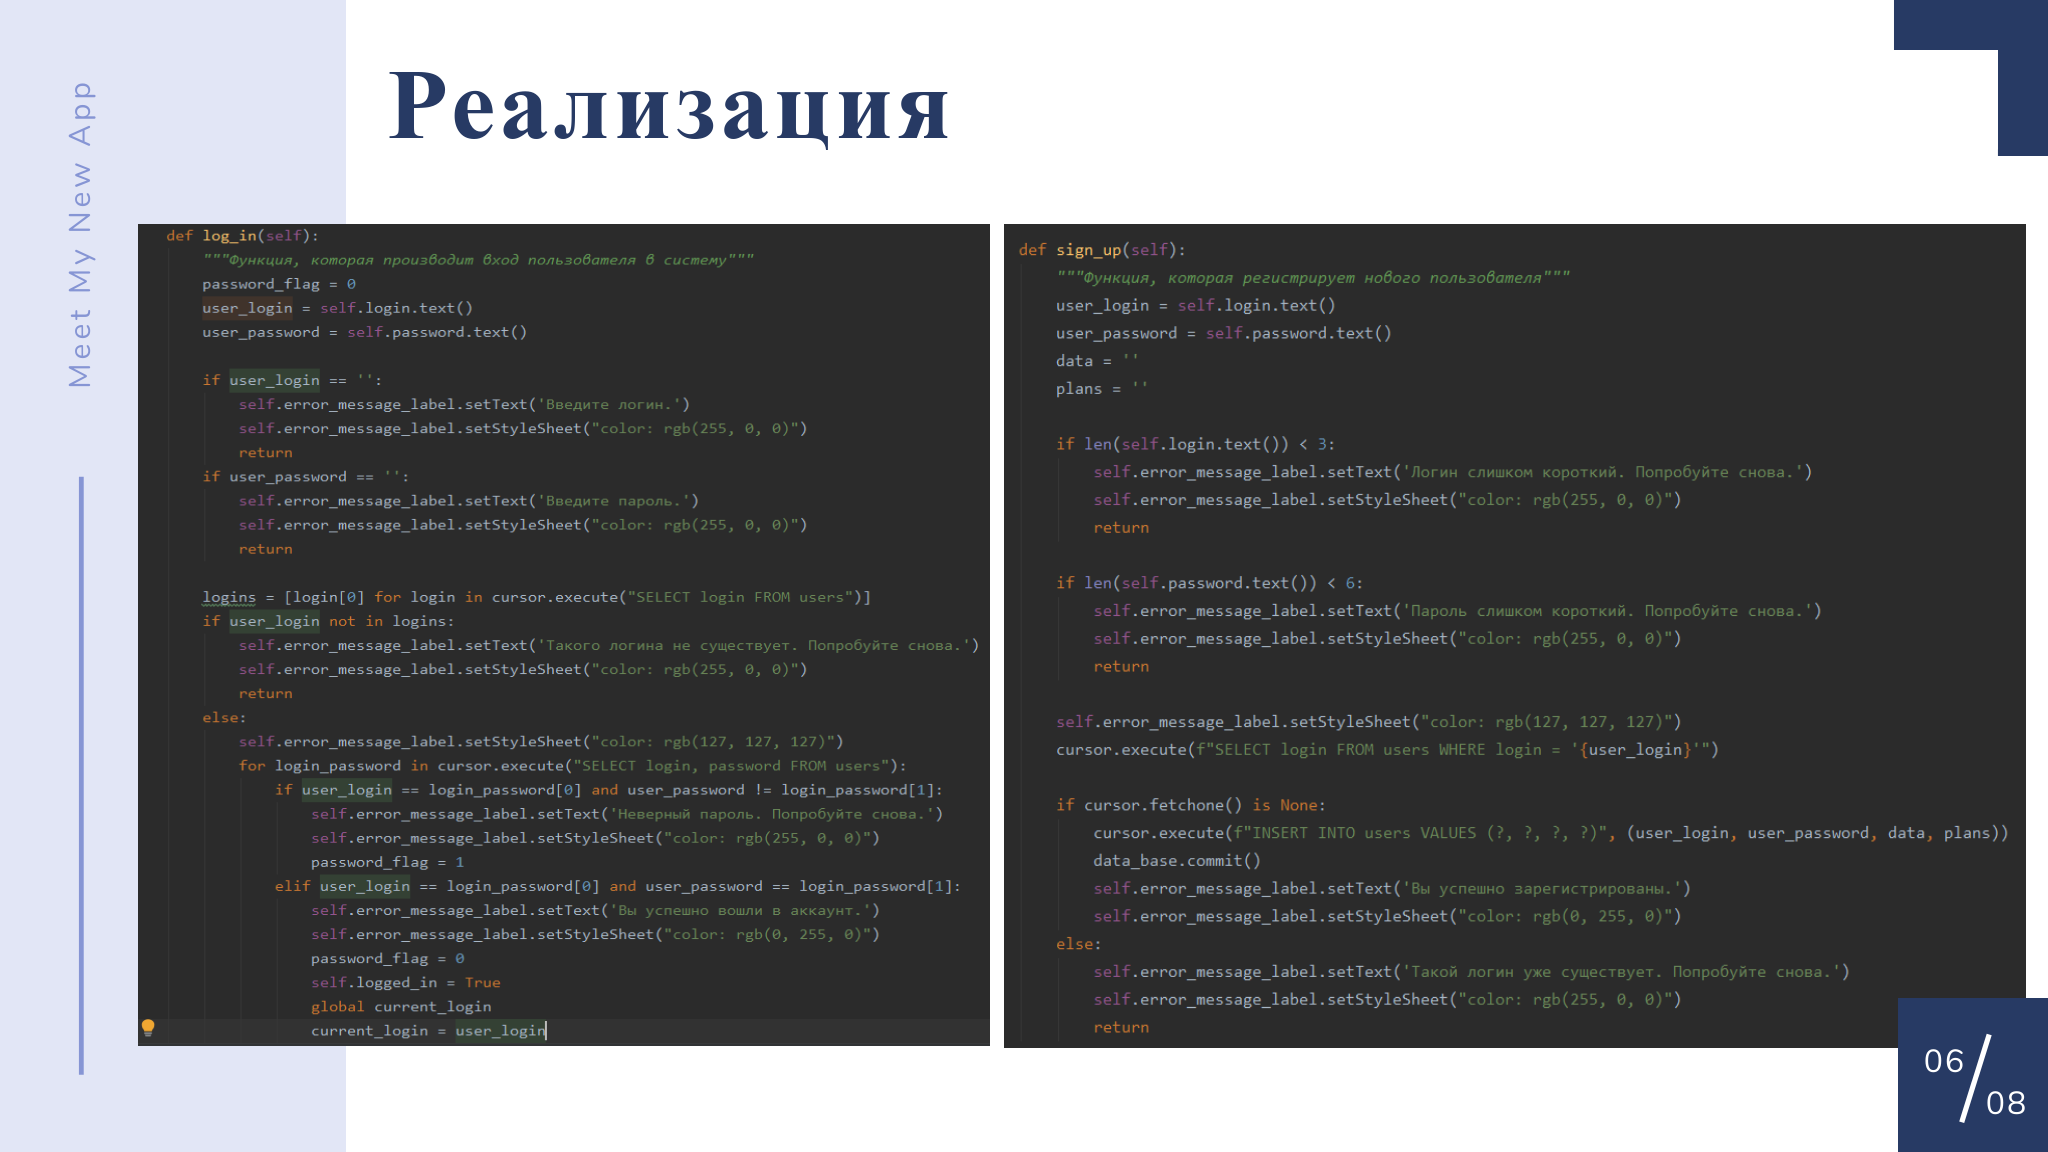 Meet My New App
Реализация
def log_in(self):
"""Функция, которая производит вход пользователя в систему"""
password_flag = 0
user_login = self.login.text()
user_password = self.password.text()
if user_login == '':
self.error_message_label.setText('Введите логин.')
self.error_message_label.setStyleSheet("color: rgb(255, 0, 0)")
return
if user_password == '':
self.error_message_label.setText('Введите пароль.')
self.error_message_label.setStyleSheet("color: rgb(255, 0, 0)")
return
logins = [login[0] for login in cursor.execute("SELECT login FROM users")]
if user_login not in logins:
self.error_message_label.setText('Такого логина не существует. Попробуйте снова.')
self.error_message_label.setStyleSheet("color: rgb(255, 0, 0)")
return
else:
self.error_message_label.setStyleSheet("color: rgb(127, 127, 127)")
for login_password in cursor.execute("SELECT login, password FROM users"):
if user_login == login_password[0] and user_password != login_password[1]:
self.error_message_label.setText('Неверный пароль. Попробуйте снова.')
self.error_message_label.setStyleSheet("color: rgb(255, 0, 0)")
password_flag = 1
elif user_login == login_password[0] and user_password == login_password[1]:
self.error_message_label.setText('Вы успешно вошли в аккаунт.')
self.error_message_label.setStyleSheet("color: rgb(0, 255, 0)")
password_flag = 0
self.logged_in = True
global current_login
current_login = user_login
def sign_up(self):
"""Функция, которая регистрирует нового пользователя"""
user_login = self.login.text()
user_password = self.password.text()
data = ''
plans = ''
if len(self.login.text()) < 3:
self.error_message_label.setText('Логин слишком короткий. Попробуйте снова.')
self.error_message_label.setStyleSheet("color: rgb(255, 0, 0)")
return
if len(self.password.text()) < 6:
self.error_message_label.setText('Пароль слишком короткий. Попробуйте снова.')
self.error_message_label.setStyleSheet("color: rgb(255, 0, 0)")
return
self.error_message_label.setStyleSheet("color: rgb(127, 127, 127)")
cursor.execute(f"SELECT login FROM users WHERE login = '{user_login}'")
if cursor.fetchone() is None:
cursor.execute(f"INSERT INTO users VALUES (?, ?, ?, ?)", (user_login, user_password, data, plans))
data_base.commit()
self.error_message_label.setText('Вы успешно зарегистрированы.')
self.error_message_label.setStyleSheet("color: rgb(0, 255, 0)")
else:
self.error_message_label.setText('Такой логин уже существует. Попробуйте снова.')
self.error_message_label.setStyleSheet("color: rgb(255, 0, 0)")
return
06
08